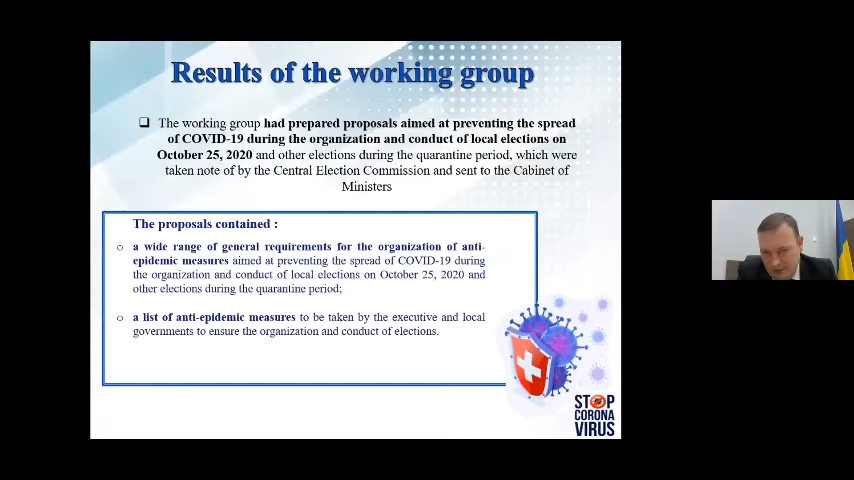 Results of the working group
The working group had prepared proposals aimed at preventing the spread
of COVID-19 during the organization and conduct of local elections on
October 25, 2020 and other elections during the quarantine period, which were
taken note of by the Central Election Commission and sent to the Cabinet of
Ministers
The proposals contained :
a wide range of general requirements for the organization of anti-
epidemic measures aimed at preventing the spread of COVID-19 during
the organization and conduct of local elections on October 25, 2020 and
other elections during the quarantine period;
a list of anti-epidemic measures to be taken by the executive and local
governments to ensure the organization and conduct of elections.
STOP
CORONA
VIRUS